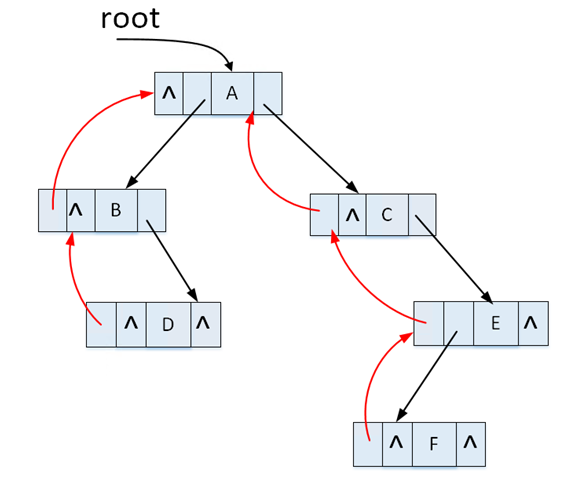 root
^ A
^ B
^ C
^ D ^
E ^
^ F ^